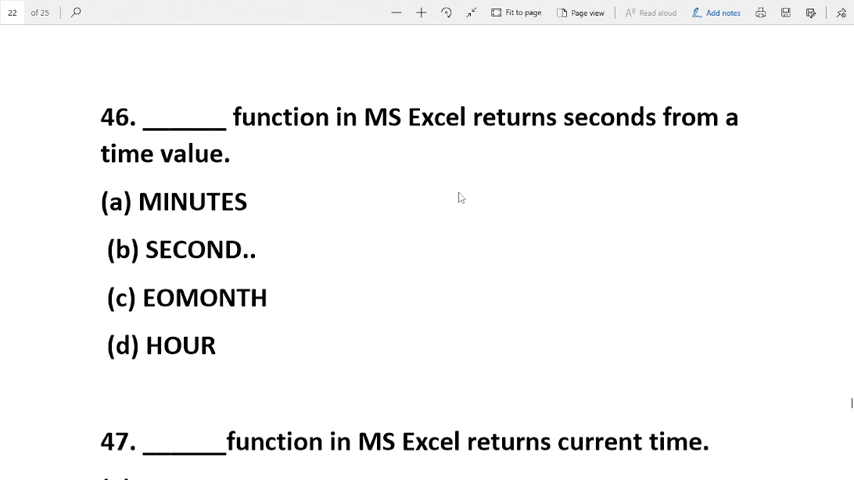 22 of 25 Fit to page Page view Read aloud Add notes
46. ______ function in MS Excel returns seconds from a
time value.
(a) MINUTES
(b) SECOND..
(c) EOMONTH
(d) HOUR
47. ______function in MS Excel returns current time.